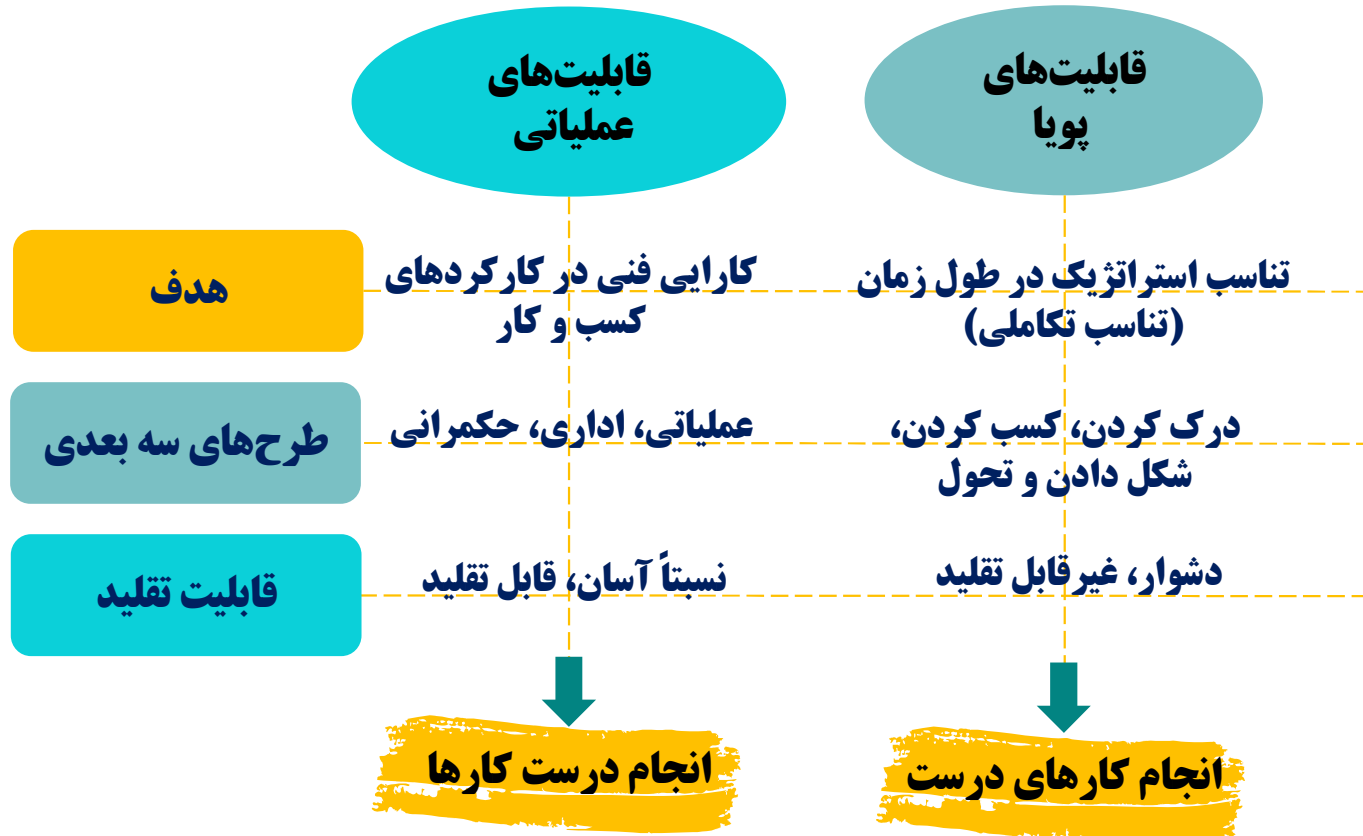 قابلیت‌های
پویا
قابلیت‌های
عملیاتی
هدف
کارایی فنی در کارکردهای
کسب و کار
تناسب استراتژیک در طول زمان
(تناسب تکاملی)
طرح‌های سه بعدی
عملیاتی، اداری، حکمرانی
درک کردن، کسب کردن،
شکل دادن و تحول
قابلیت تقلید
نسبتاً آسان، قابل تقلید
دشوار، غیرقابل تقلید
انجام درست کارها
انجام کارهای درست